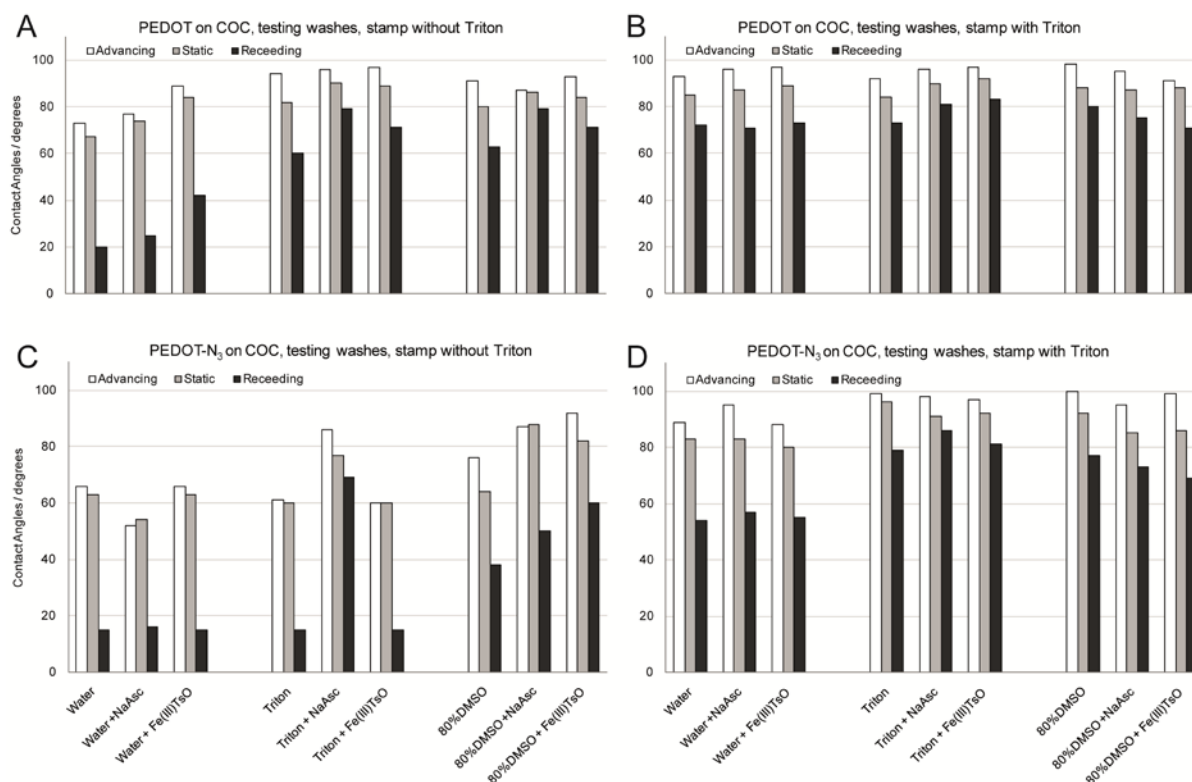 A
PEDOT on COC, testing washes, stamp without Triton
Advancing Static Receeding
100
80
60
40
20
0
Contact Angles / degrees
B
PEDOT on COC, testing washes, stamp with Triton
Advancing Static Receeding
100
80
60
40
20
0
C
PEDOT-N3 on COC, testing washes, stamp without Triton
Advancing Static Receeding
100
80
60
40
20
0
Contact Angles / degrees
Water
Water +NaAsc
Water + Fe(III)TsO
Triton
Triton + NaAsc
Triton + Fe(III)TsO
80%DMSO
80%DMSO +NaAsc
80%DMSO + Fe(III)TsO
D
PEDOT-N3 on COC, testing washes, stamp with Triton
Advancing Static Receeding
100
80
60
40
20
0
Water
Water+NaAsc
Water + Fe(III)TsO
Triton
Triton + NaAsc
Triton + Fe(III)TsO
80%DMSO
80%DMSO +NaAsc
80%DMSO + Fe(III)TsO